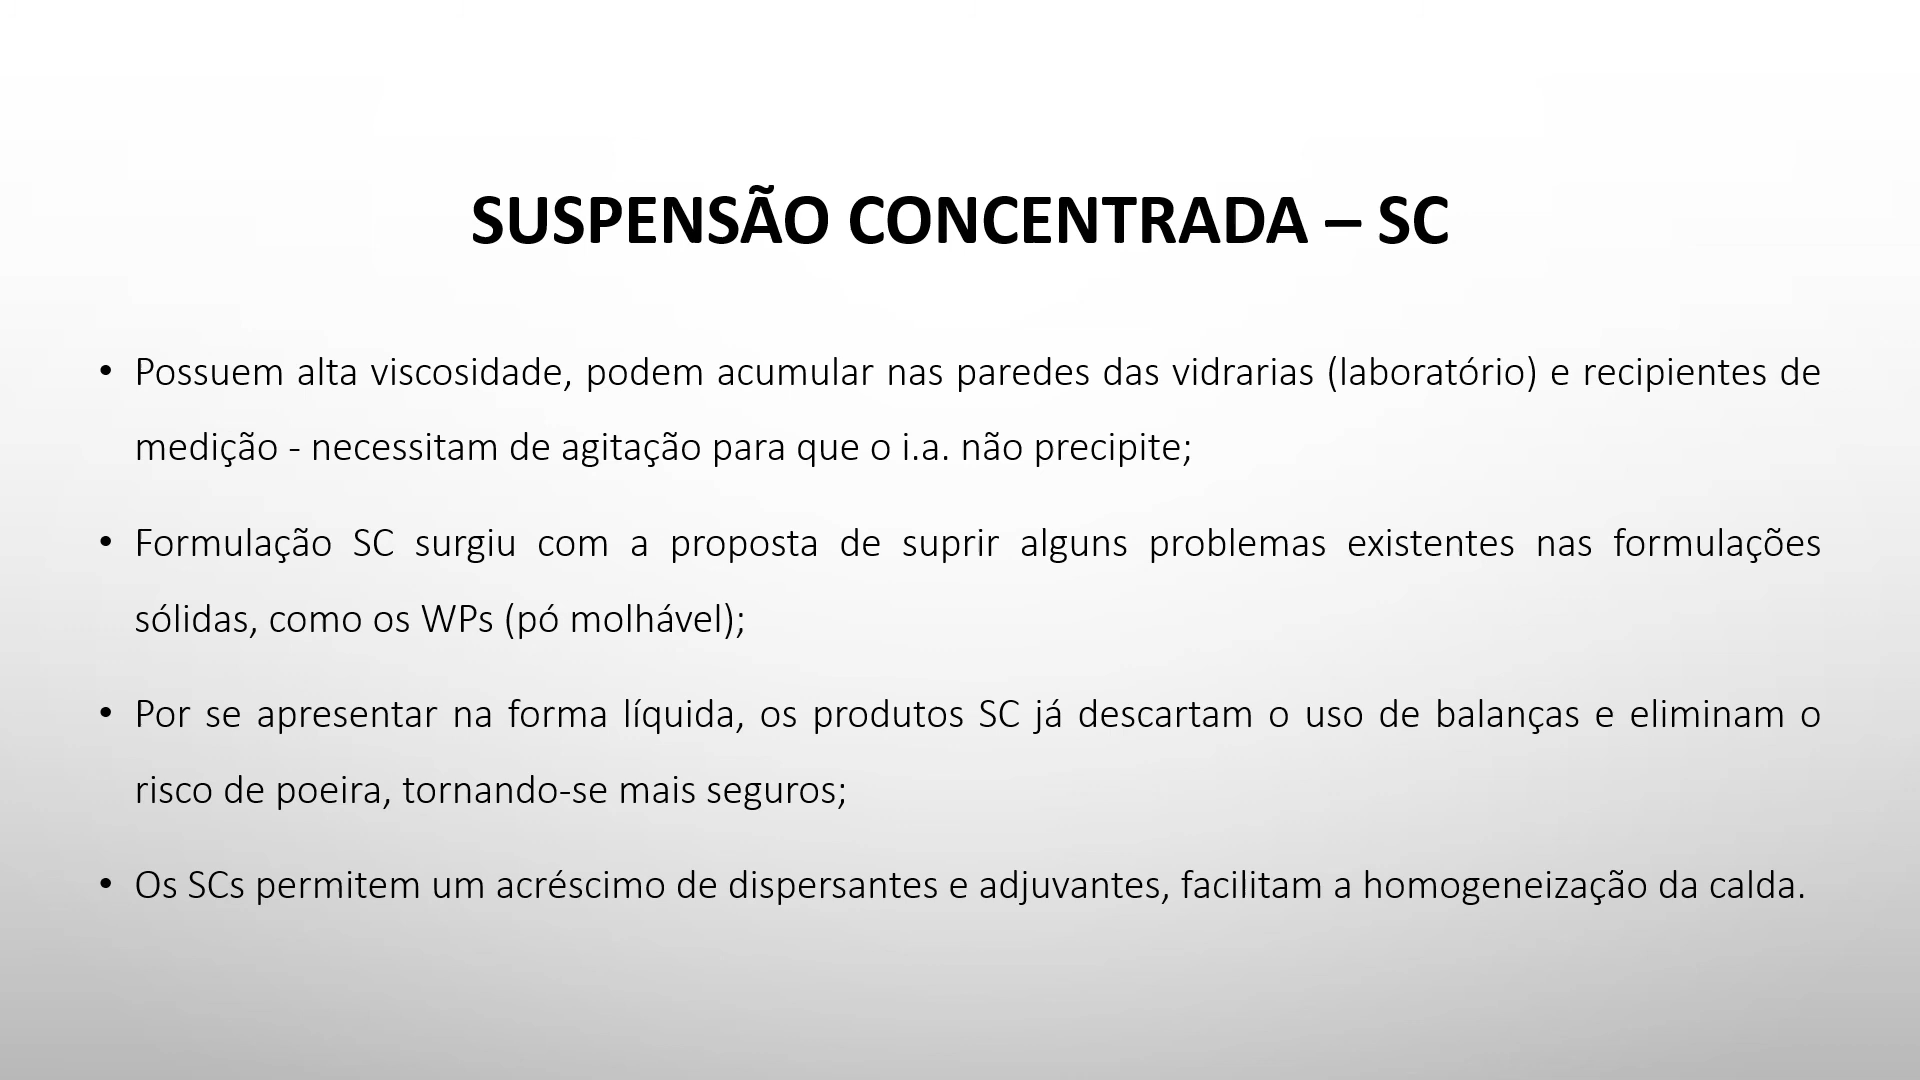 SUSPENSÃO CONCENTRADA – SC
• Possuem alta viscosidade, podem acumular nas paredes das vidrarias (laboratório) e recipientes de
medição - necessitam de agitação para que o i.a. não precipite;
• Formulação SC surgiu com a proposta de suprir alguns problemas existentes nas formulações
sólidas, como os WPs (pó molhável);
• Por se apresentar na forma líquida, os produtos SC já descartam o uso de balanças e eliminam o
risco de poeira, tornando-se mais seguros;
• Os SCs permitem um acréscimo de dispersantes e adjuvantes, facilitam a homogeneização da calda.